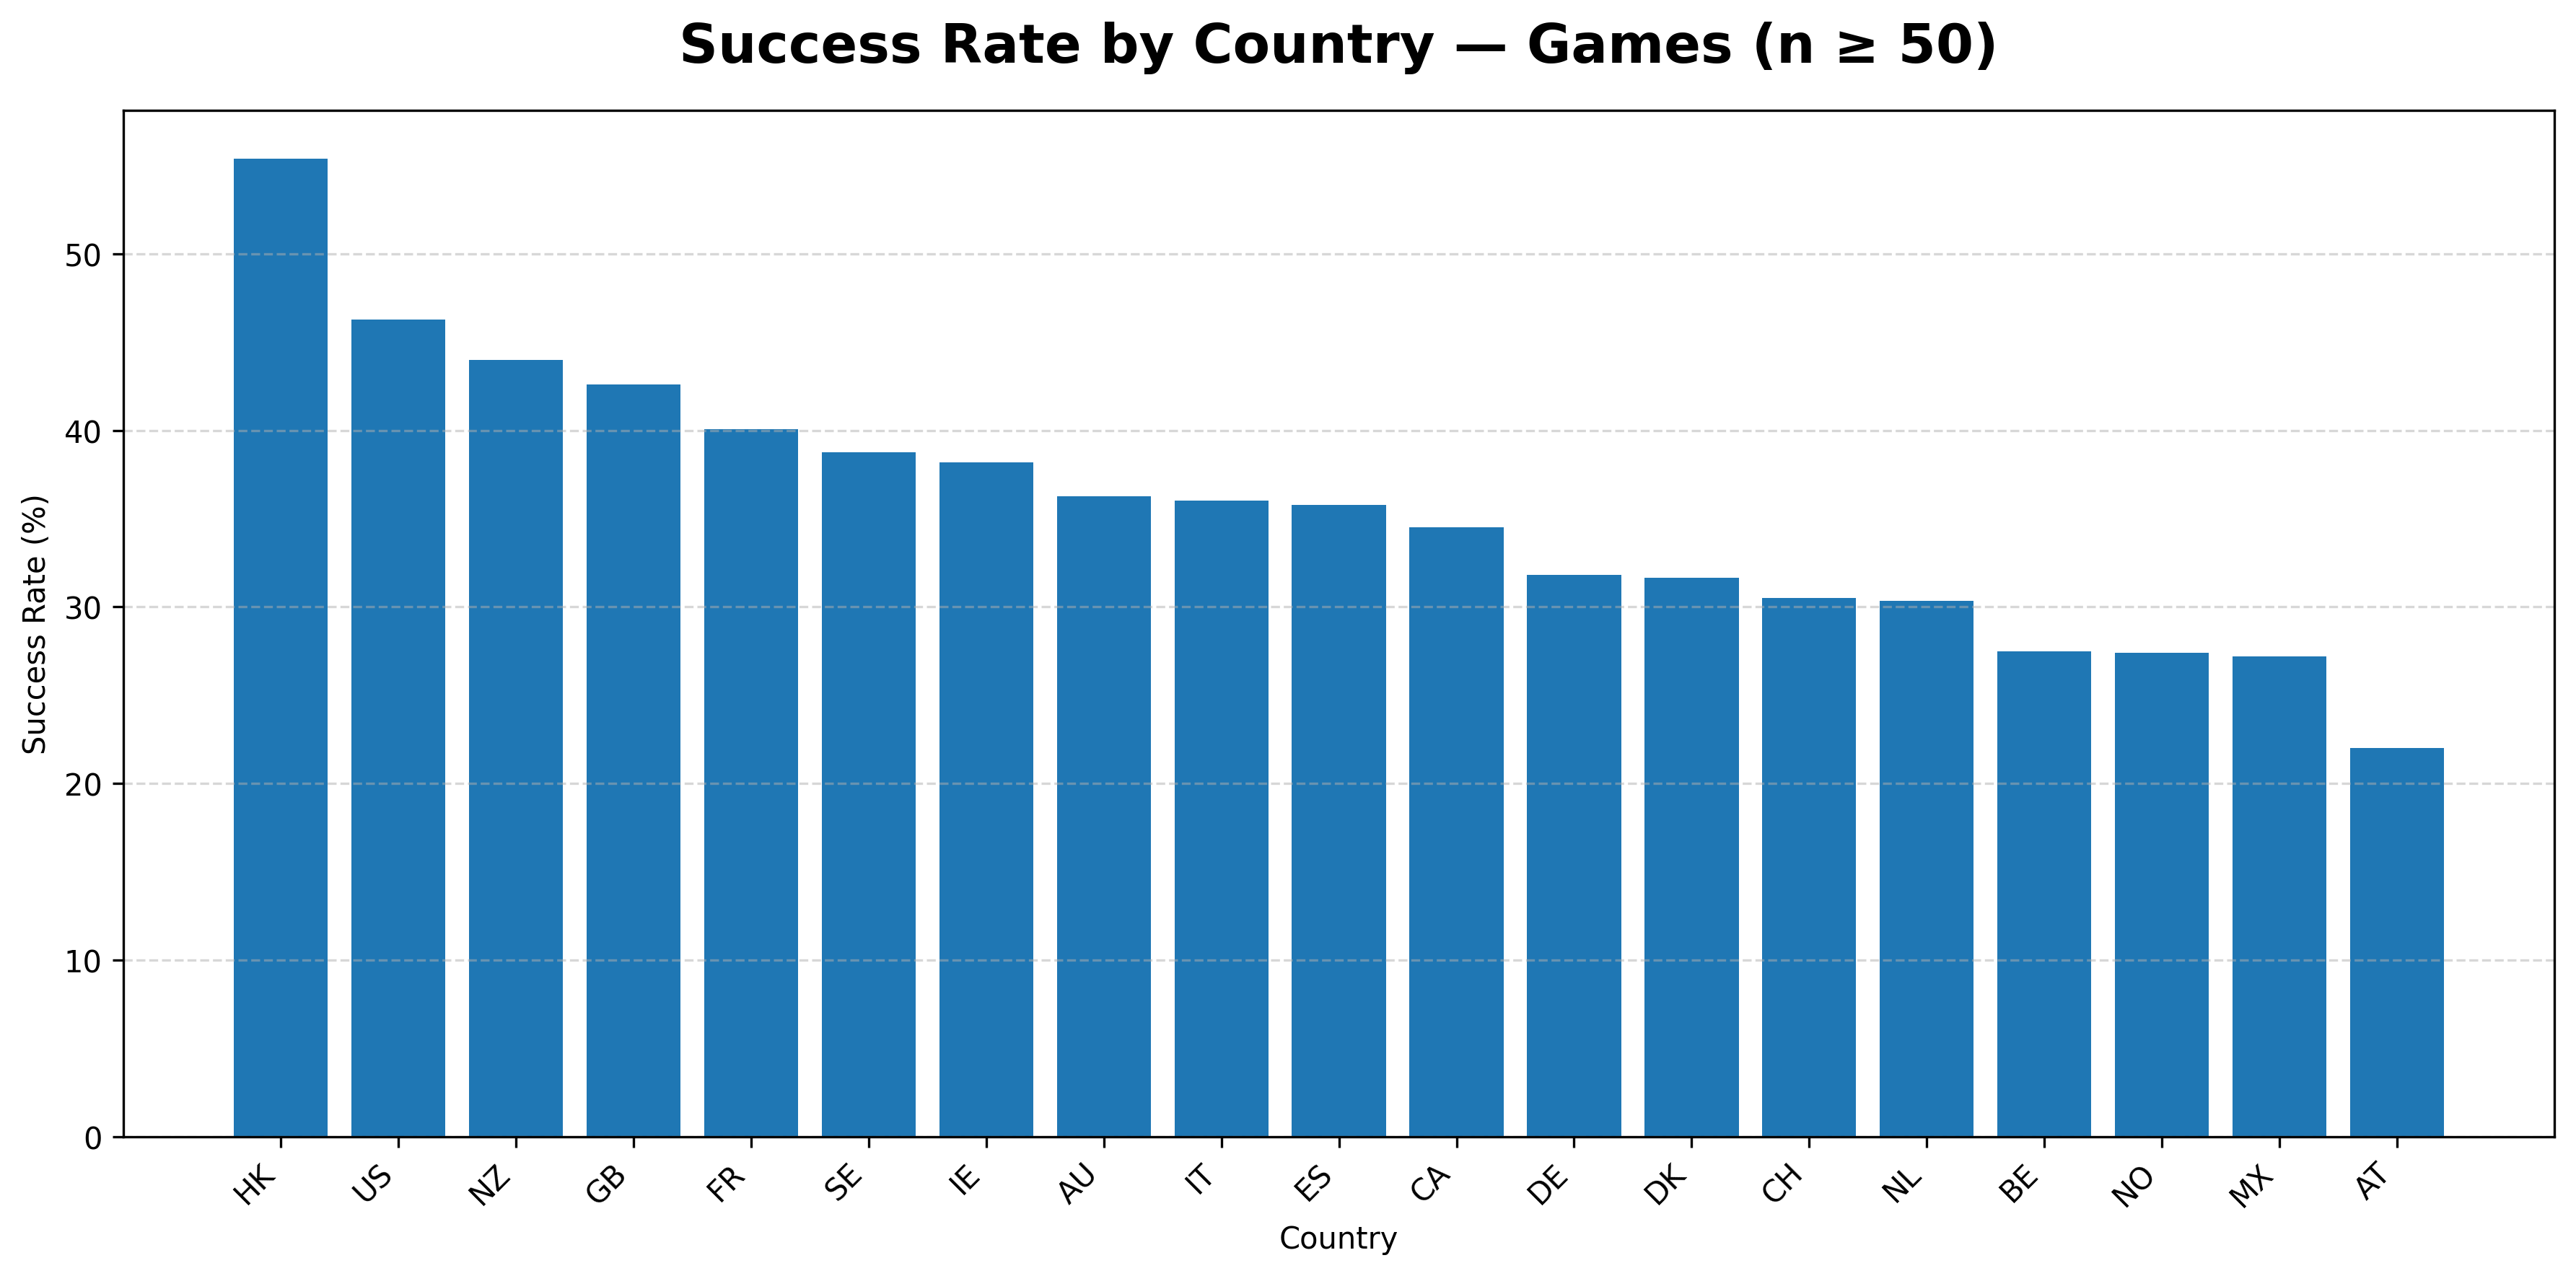 Success Rate by Country — Games (n ≥ 50)
Success Rate (%)
50
40
30
20
10
0
HK US NZ GB FR SE IE AU IT ES CA DE DK CH NL BE NO MX AT
Country